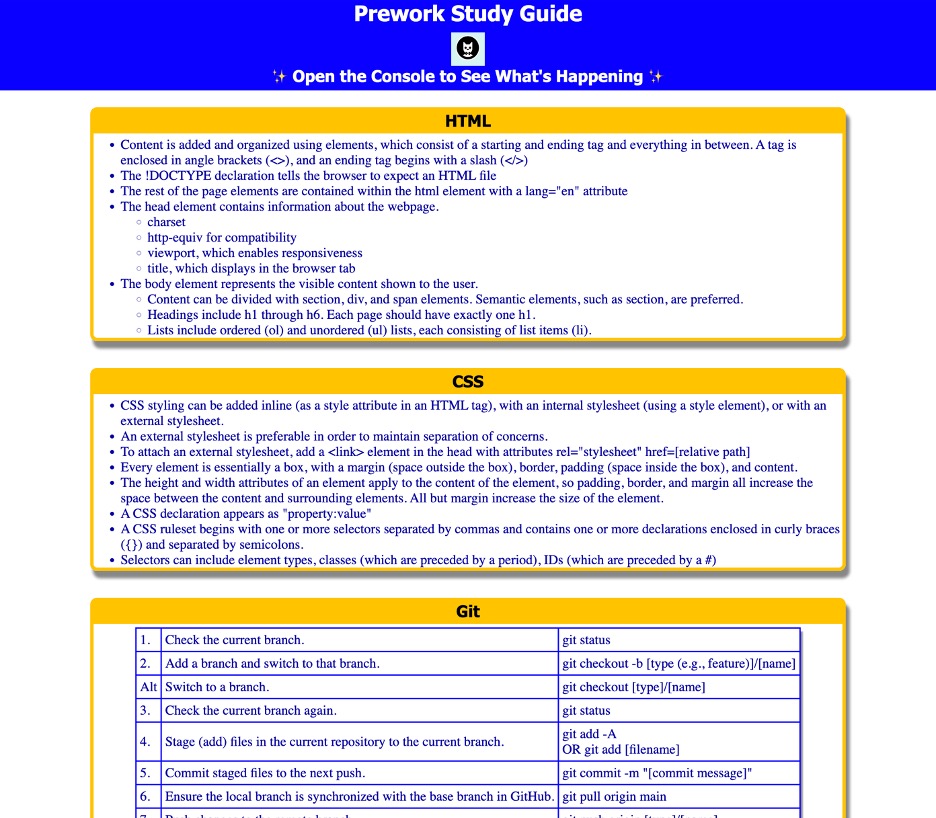 Prework Study Guide
✨ Open the Console to See What's Happening ✨
HTML
• Content is added and organized using elements, which consist of a starting and ending tag and everything in between. A tag is
enclosed in angle brackets (<>), and an ending tag begins with a slash (</>)
• The !DOCTYPE declaration tells the browser to expect an HTML file
• The rest of the page elements are contained within the html element with a lang="en" attribute
• The head element contains information about the webpage.
◦ charset
◦ http-equiv for compatibility
◦ viewport, which enables responsiveness
◦ title, which displays in the browser tab
• The body element represents the visible content shown to the user.
◦ Content can be divided with section, div, and span elements. Semantic elements, such as section, are preferred.
◦ Headings include h1 through h6. Each page should have exactly one h1.
◦ Lists include ordered (ol) and unordered (ul) lists, each consisting of list items (li).
CSS
• CSS styling can be added inline (as a style attribute in an HTML tag), with an internal stylesheet (using a style element), or with an
external stylesheet.
• An external stylesheet is preferable in order to maintain separation of concerns.
• To attach an external stylesheet, add a <link> element in the head with attributes rel="stylesheet" href=[relative path]
• Every element is essentially a box, with a margin (space outside the box), border, padding (space inside the box), and content.
• The height and width attributes of an element apply to the content of the element, so padding, border, and margin all increase the
space between the content and surrounding elements. All but margin increase the size of the element.
• A CSS declaration appears as "property:value"
• A CSS ruleset begins with one or more selectors separated by commas and contains one or more declarations enclosed in curly braces
({}) and separated by semicolons.
• Selectors can include element types, classes (which are preceded by a period), IDs (which are preceded by a #)
Git
1. Check the current branch. git status
2. Add a branch and switch to that branch. git checkout -b [type (e.g., feature)]/[name]
Alt Switch to a branch. git checkout [type]/[name]
3. Check the current branch again. git status
4. Stage (add) files in the current repository to the current branch. git add -A
OR git add [filename]
5. Commit staged files to the next push. git commit -m "[commit message]"
6. Ensure the local branch is synchronized with the base branch in GitHub. git pull origin main